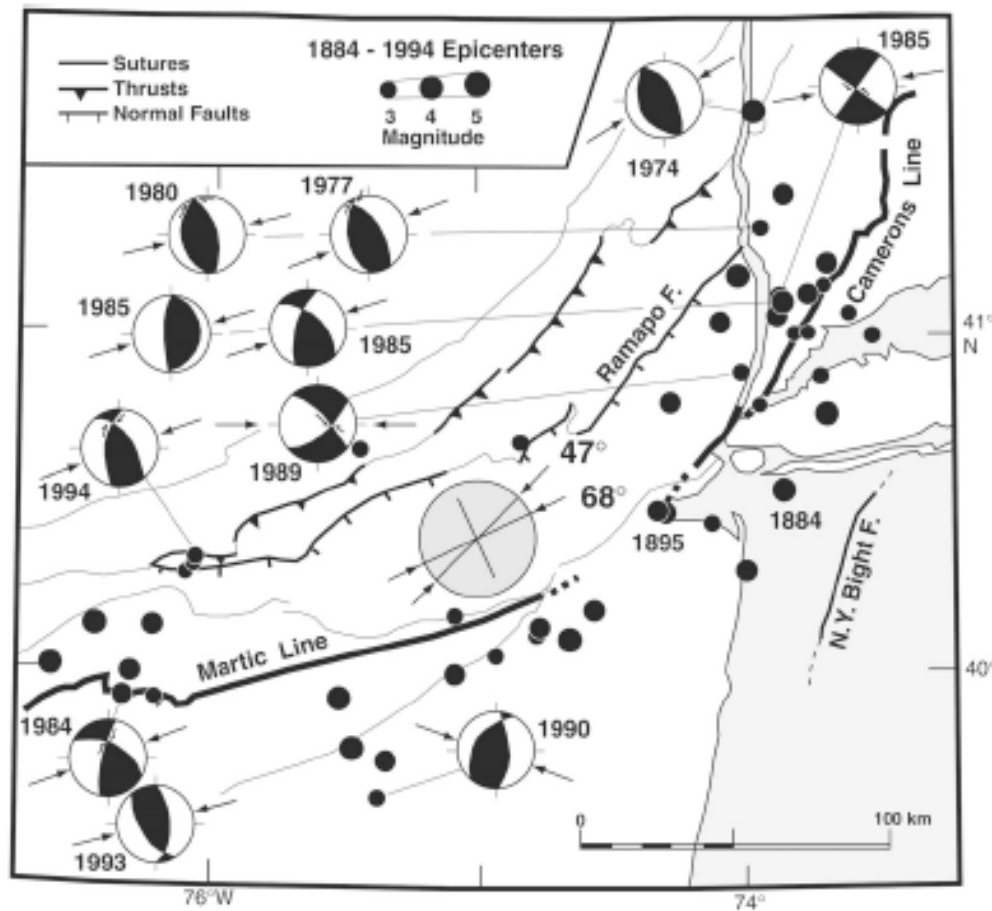 Sutures
Thrusts
Normal Faults
1884 - 1994 Epicenters
3 4 5
Magnitude
1974
1985
1980
1977
1985
1985
1989
1994
Ramapo F.
Camerons Line
41°
N
47°
68°
1895
1884
N.Y. Bight F.
Martic Line
40°
1984
1990
1993
0 100 km
76°W
74°